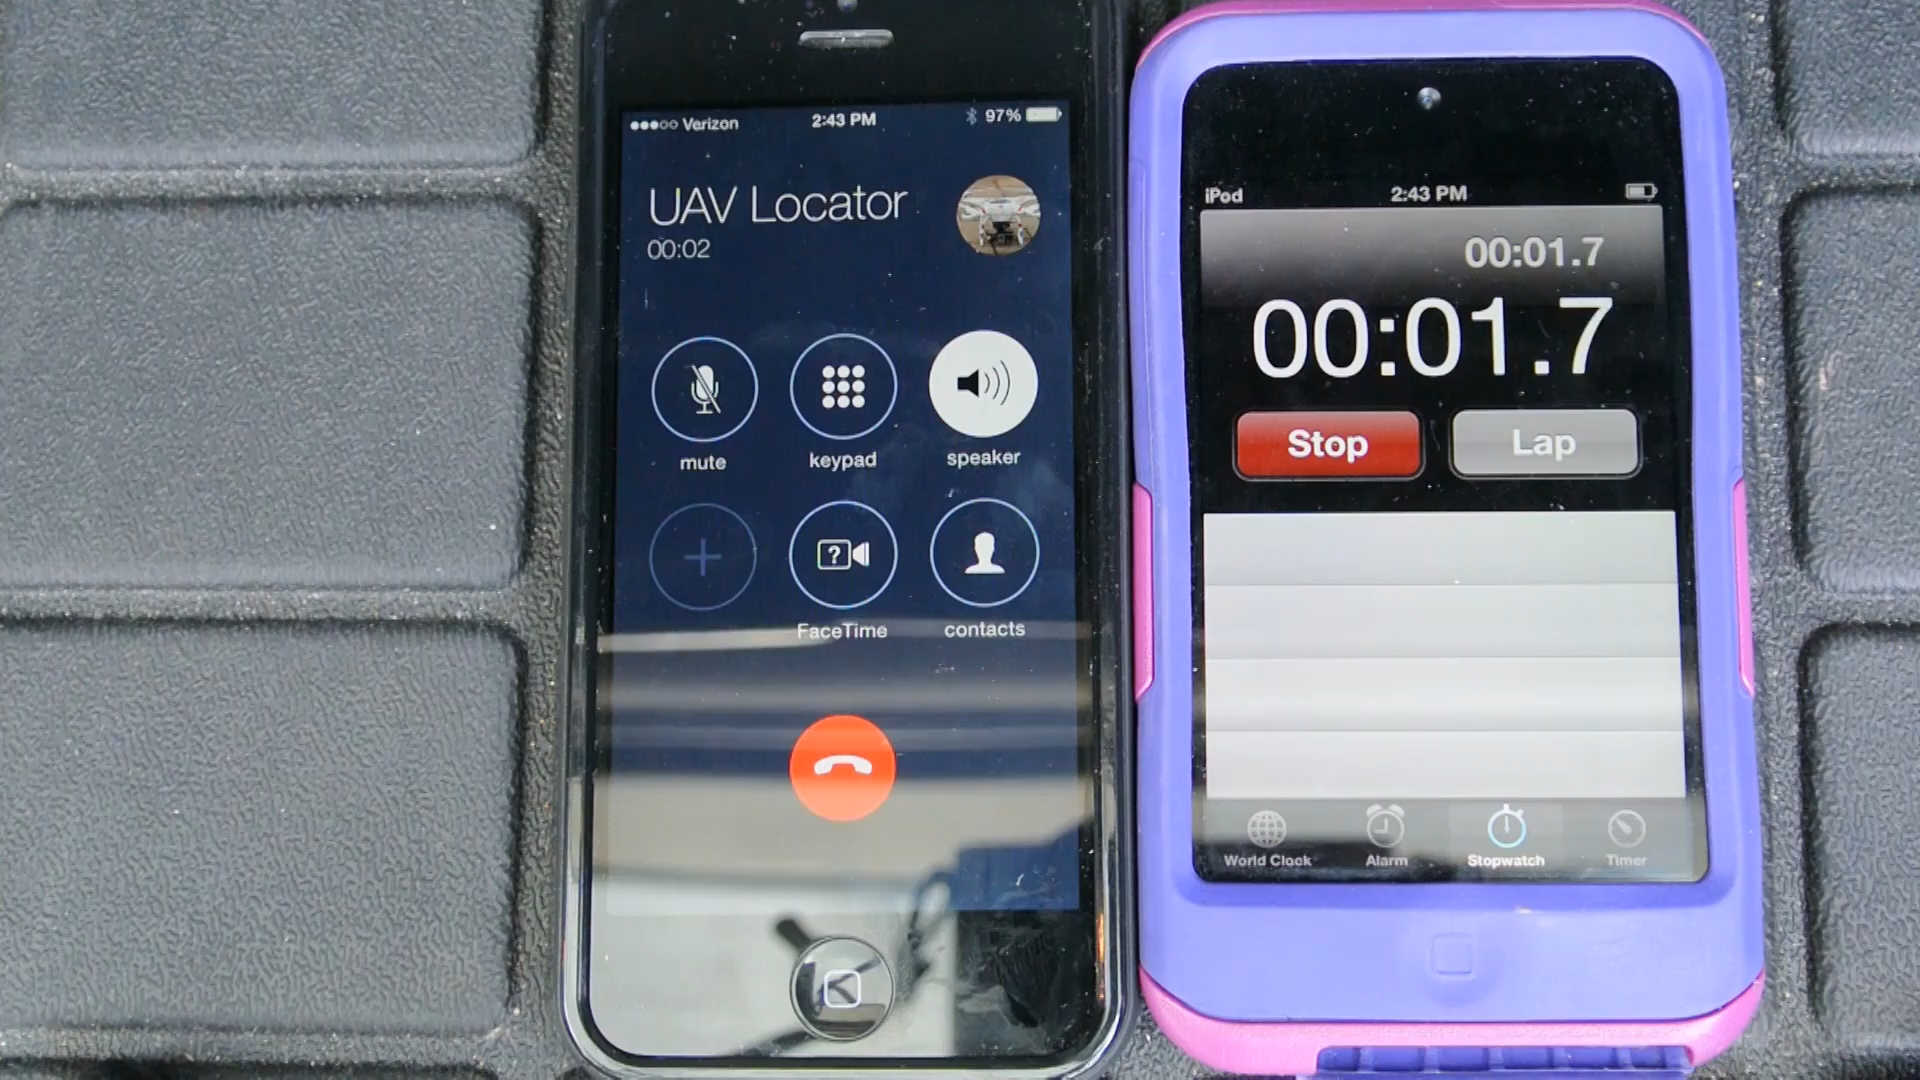 ●●●○○ Verizon 2:43 PM 97%
UAV Locator
00:02
mute keypad speaker
FaceTime contacts
iPod 2:43 PM
00:01.7
00:01.7
Stop Lap
World Clock Alarm Stopwatch Timer